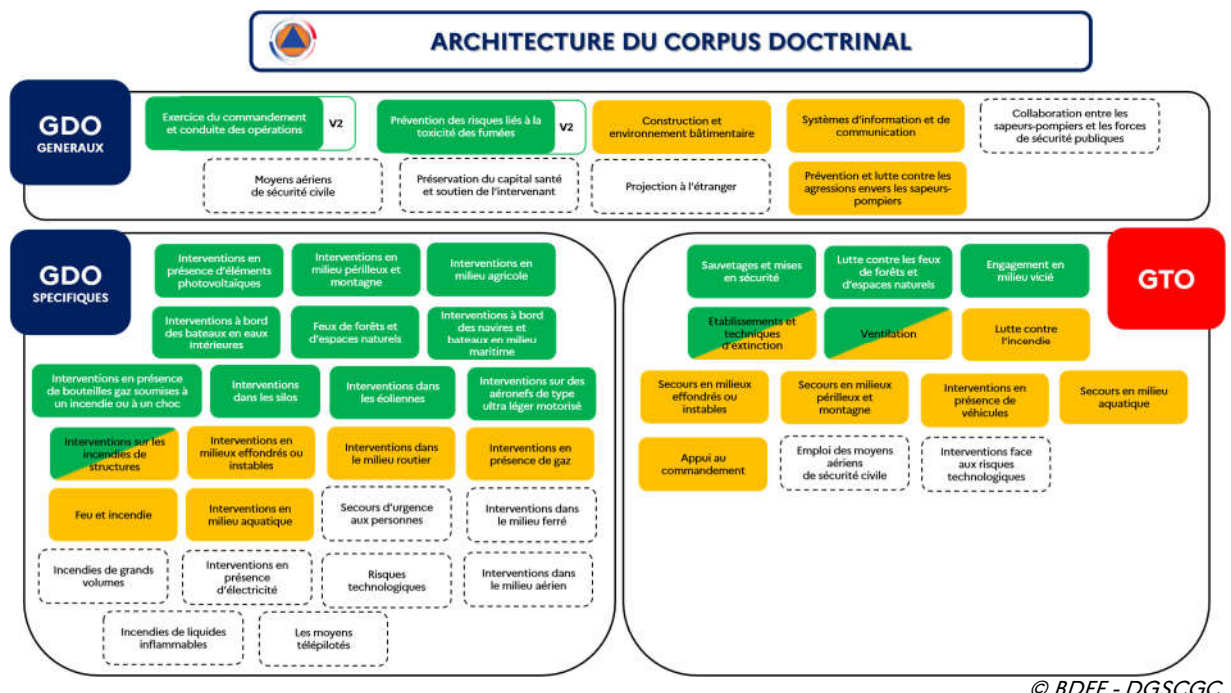 ARCHITECTURE DU CORPUS DOCTRINAL
GDO
GENERAUX
Exercice du commandement
et conduite des opérations
V2
Prévention des risques liés à la
toxicité des fumées
V2
Construction et
environnement bâtimentaire
Systèmes d'information et de
communication
Collaboration entre les
sapeurs-pompiers et les forces
de sécurité publiques
Moyens aériens
de sécurité civile
Préservation du capital santé
et soutien de l'intervenant
Projection à l'étranger
Prévention et lutte contre les
agressions envers les sapeurs-
pompiers
GDO
SPECIFIQUES
Interventions en
présence d'éléments
photovoltaïques
Interventions en
milieu périlleux et
montagne
Interventions en
milieu agricole
Interventions à bord
des bateaux en eaux
intérieures
Feux de forêts et
d'espaces naturels
Interventions à bord
des navires et
bateaux en milieu
maritime
Interventions en présence
de bouteilles gaz soumises à
un incendie ou à un choc
Interventions
dans les silos
Interventions dans
les éoliennes
Interventions sur des
aéronefs de type
ultra léger motorisé
Interventions sur les
incendies de
structures
Interventions en
milieux effondrés ou
instables
Interventions dans
le milieu routier
Interventions en
présence de gaz
Feu et incendie
Interventions en
milieu aquatique
Secours d'urgence
aux personnes
Interventions dans
le milieu ferré
Incendies de grands
volumes
Interventions en
présence
d'électricité
Risques
technologiques
Interventions dans
le milieu aérien
Incendies de liquides
inflammables
Les moyens
télépilotés
GTO
Sauvetages et mises
en sécurité
Lutte contre les feux
de forêts et
d'espaces naturels
Engagement en
milieu vicié
Etablissements et
techniques
d'extinction
Ventilation
Lutte contre
l'incendie
Secours en milieux
effondrés ou
instables
Secours en milieux
périlleux et
montagne
Interventions en
présence de
véhicules
Secours en milieu
aquatique
Appui au
commandement
Emploi des moyens
aériens
de sécurité civile
Interventions face
aux risques
technologiques
© BDFE - DGSCGC